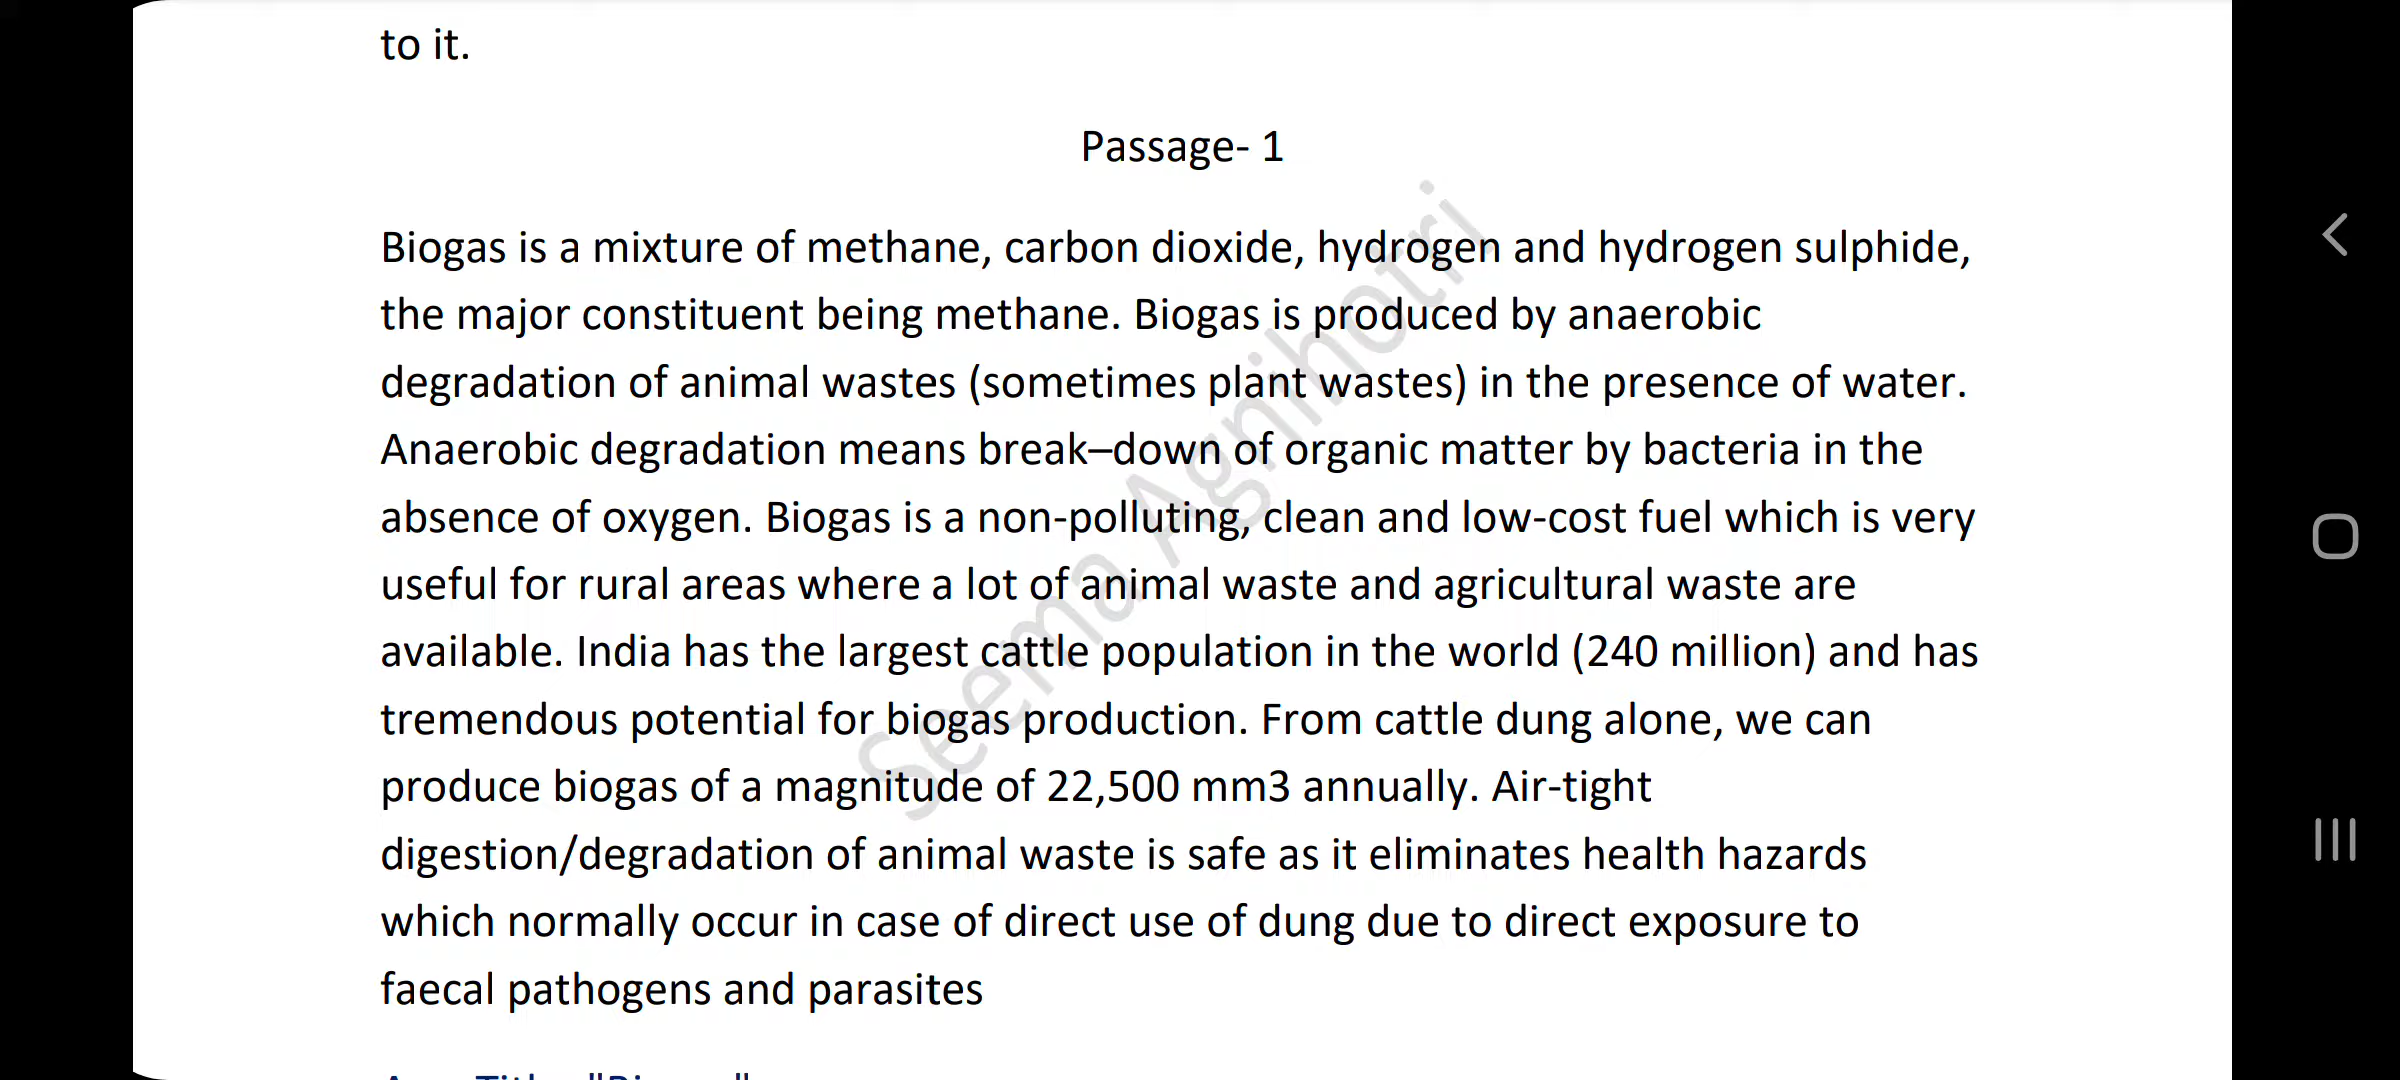 to it.
Passage- 1
Biogas is a mixture of methane, carbon dioxide, hydrogen and hydrogen sulphide,
the major constituent being methane. Biogas is produced by anaerobic
degradation of animal wastes (sometimes plant wastes) in the presence of water.
Anaerobic degradation means break–down of organic matter by bacteria in the
absence of oxygen. Biogas is a non-polluting, clean and low-cost fuel which is very
useful for rural areas where a lot of animal waste and agricultural waste are
available. India has the largest cattle population in the world (240 million) and has
tremendous potential for biogas production. From cattle dung alone, we can
produce biogas of a magnitude of 22,500 mm3 annually. Air-tight
digestion/degradation of animal waste is safe as it eliminates health hazards
which normally occur in case of direct use of dung due to direct exposure to
faecal pathogens and parasites
Seema Agnihotri